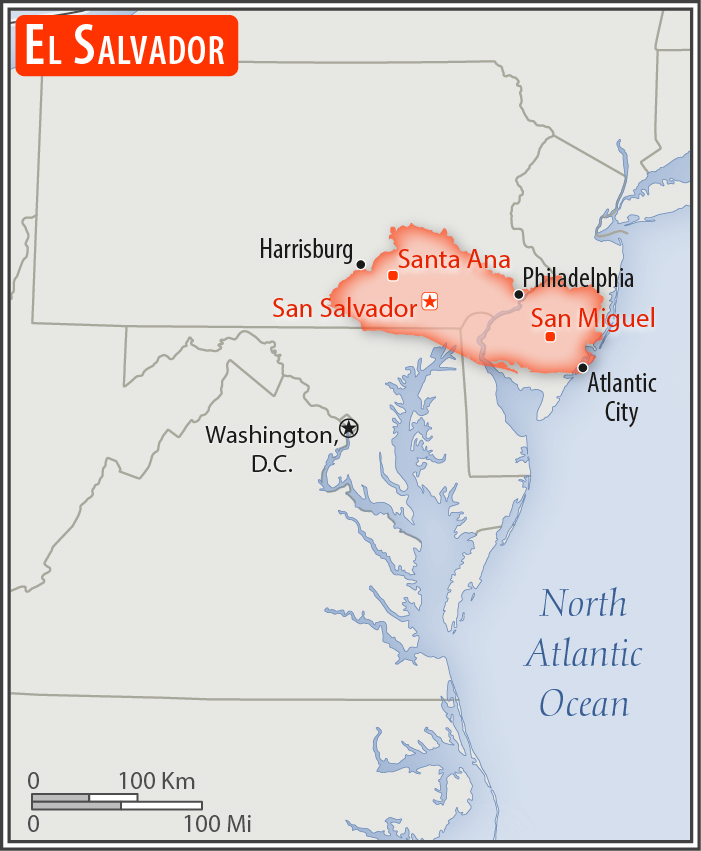 EL SALVADOR
Harrisburg
Santa Ana
Philadelphia
San Salvador
San Miguel
Atlantic
City
Washington,
D.C.
North
Atlantic
Ocean
0 100 Km
0 100 Mi